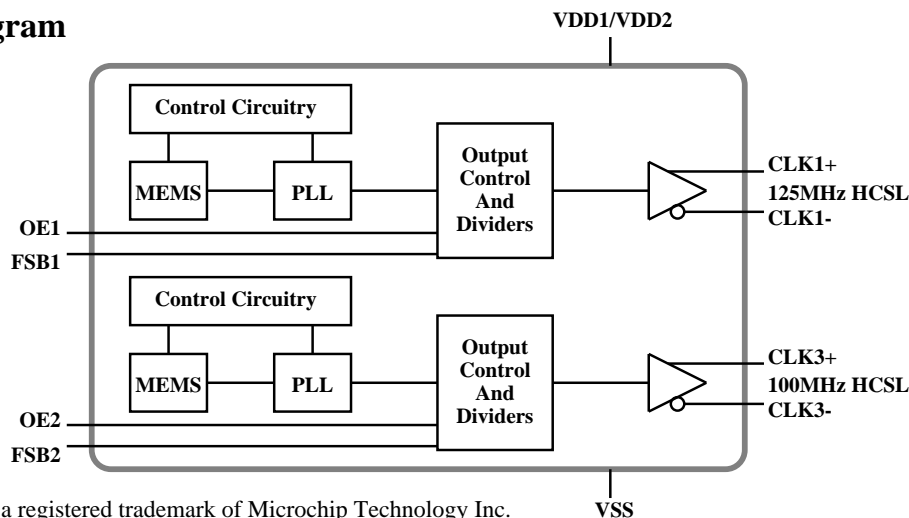 gram
VDD1/VDD2
Control Circuitry
MEMS
PLL
Output
Control
And
Dividers
CLK1+
125MHz HCSL
CLK1-
OE1
FSB1
Control Circuitry
MEMS
PLL
Output
Control
And
Dividers
CLK3+
100MHz HCSL
CLK3-
OE2
FSB2
a registered trademark of Microchip Technology Inc.
VSS